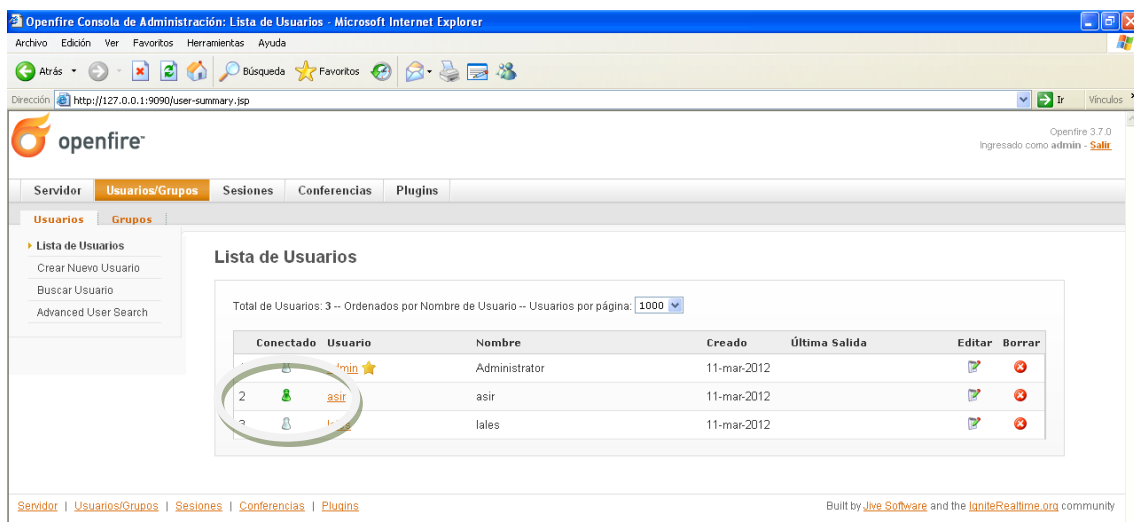 Openfire Consola de Administración: Lista de Usuarios - Microsoft Internet Explorer
Archivo Edición Ver Favoritos Herramientas Ayuda
Atrás Búsqueda Favoritos
Dirección http://127.0.0.1:9090/user-summary.jsp Ir Vínculos
openfire
Openfire 3.7.0
Ingresado como admin - Salir
Servidor Usuarios/Grupos Sesiones Conferencias Plugins
Usuarios Grupos
Lista de Usuarios
Crear Nuevo Usuario
Buscar Usuario
Advanced User Search
Lista de Usuarios
Total de Usuarios: 3 -- Ordenados por Nombre de Usuario -- Usuarios por página: 1000
Conectado Usuario Nombre Creado Última Salida Editar Borrar
Administrator 11-mar-2012
2 asir asir 11-mar-2012
3 lales 11-mar-2012
Servidor | Usuarios/Grupos | Sesiones | Conferencias | Plugins
Built by Jive Software and the IgniteRealtime.org community